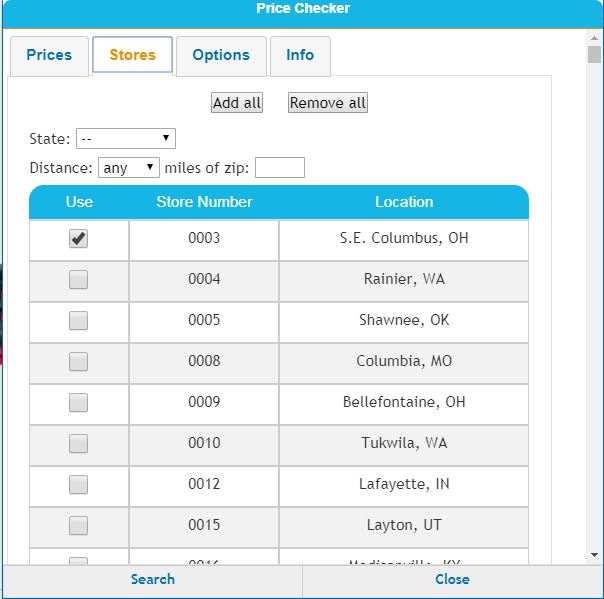 Price Checker
Prices Stores Options Info
Add all Remove all
State: --
Distance: any miles of zip:
Use Store Number Location
0003 S.E. Columbus, OH
0004 Rainier, WA
0005 Shawnee, OK
0008 Columbia, MO
0009 Bellefontaine, OH
0010 Tukwila, WA
0012 Lafayette, IN
0015 Layton, UT
Search Close